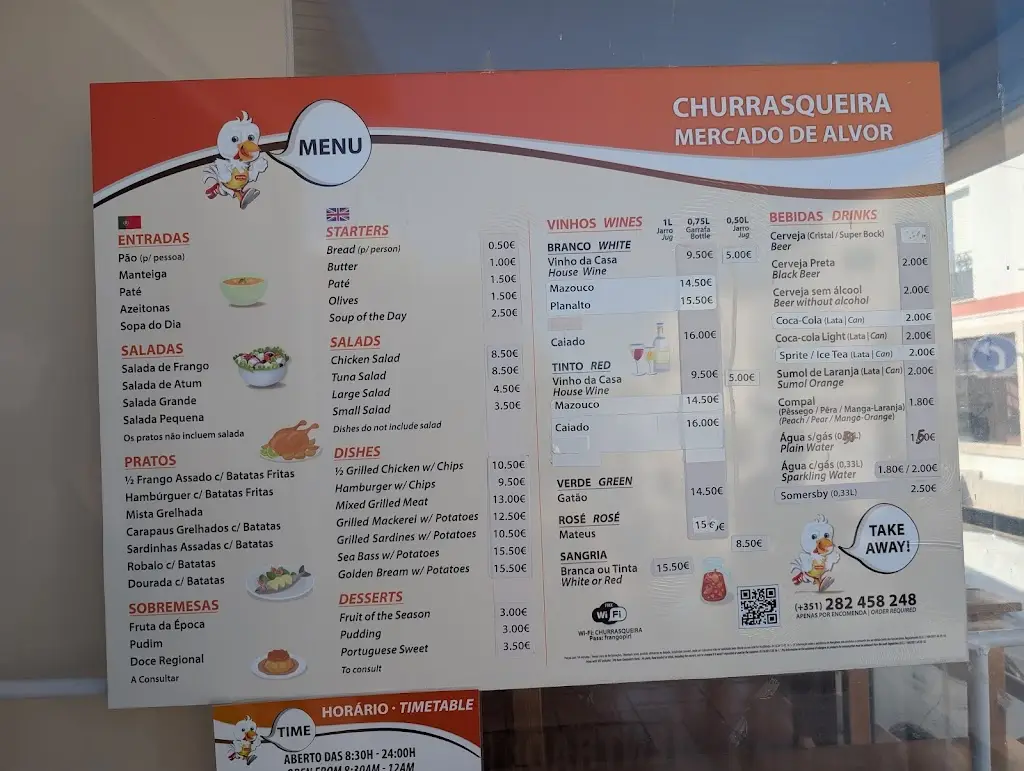 MENU
CHURRASQUEIRA
MERCADO DE ALVOR
ENTRADAS
Pão (p/ pessoa)
Manteiga
Paté
Azeitonas
Sopa do Dia
SALADAS
Salada de Frango
Salada de Atum
Salada Grande
Salada Pequena
Os pratos não incluem salada
PRATOS
½ Frango Assado c/ Batatas Fritas
Hambúrguer c/ Batatas Fritas
Mista Grelhada
Carapaus Grelhados c/ Batatas
Sardinhas Assadas c/ Batatas
Robalo c/ Batatas
Dourada c/ Batatas
SOBREMESAS
Fruta da Época
Pudim
Doce Regional
A Consultar
STARTERS
Bread (p/ person) 0.50€
Butter 1.00€
Paté 1.50€
Olives 1.50€
Soup of the Day 2.50€
SALADS
Chicken Salad 8.50€
Tuna Salad 8.50€
Large Salad 4.50€
Small Salad 3.50€
Dishes do not include salad
DISHES
½ Grilled Chicken w/ Chips 10.50€
Hamburger w/ Chips 9.50€
Mixed Grilled Meat 13.00€
Grilled Mackerel w/ Potatoes 12.50€
Grilled Sardines w/ Potatoes 10.50€
Sea Bass w/ Potatoes 15.50€
Golden Bream w/ Potatoes 15.50€
DESSERTS
Fruit of the Season 3.00€
Pudding 3.00€
Portuguese Sweet 3.50€
To consult
VINHOS WINES
1L Jarro Jug
0,75L Garrafa Bottle
0,50L Jarro Jug
BRANCO WHITE
Vinho da Casa 9.50€ 5.00€
House Wine
Mazouco 14.50€
Planalto 15.50€
Caiado 16.00€
TINTO RED
Vinho da Casa 9.50€ 5.00€
House Wine
Mazouco 14.50€
Caiado 16.00€
VERDE GREEN
Gatão 14.50€
ROSÉ ROSÉ
Mateus 15€
8.50€
SANGRIA
Branca ou Tinta 15.50€
White or Red
FREE
Wi Fi
Wi-Fi: CHURRASQUEIRA
Pass: frangopiri
BEBIDAS DRINKS
Cerveja (Cristal / Super Bock)
Beer
Cerveja Preta 2.00€
Black Beer
Cerveja sem álcool 2.00€
Beer without alcohol
Coca-Cola (Lata | Can) 2.00€
Coca-cola Light (Lata | Can) 2.00€
Sprite / Ice Tea (Lata | Can) 2.00€
Sumol de Laranja (Lata | Can) 2.00€
Sumol Orange
Compal 1.80€
(Pêssego / Pêra / Manga-Laranja)
(Peach / Pear / Mango-Orange)
Água s/gás
Plain Water
Água c/gás (0,33L) 1.80€ / 2.00€
Sparkling Water
Somersby (0,33L) 2.50€
TAKE
AWAY!
(+351) 282 458 248
APENAS POR ENCOMENDA | ORDER REQUIRED
TIME
HORÁRIO • TIMETABLE
ABERTO DAS 8:30H - 24:00H
OPEN FROM 8:30AM - 12AM